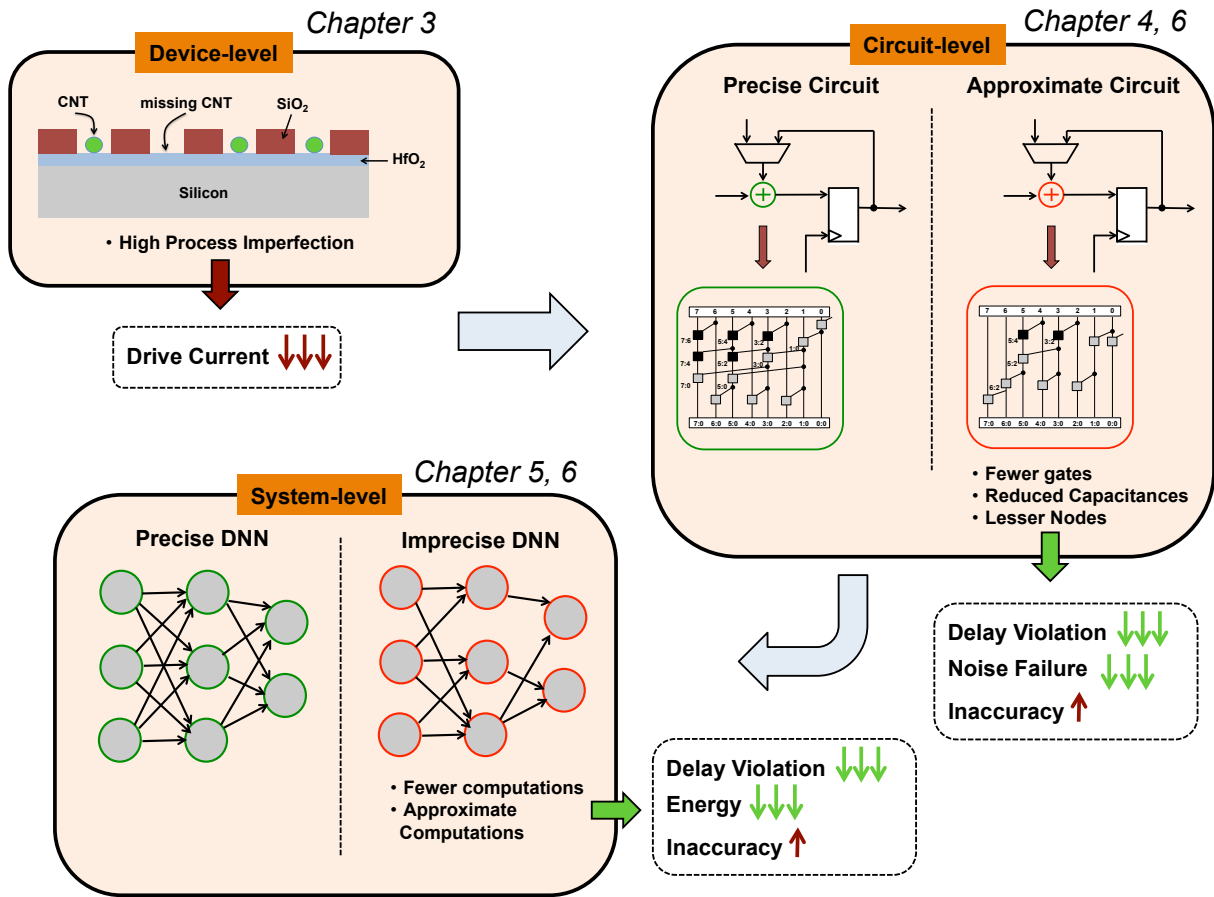 Chapter 3
Device-level
CNT
missing CNT
SiO2
HfO2
Silicon
• High Process Imperfection
Drive Current
Chapter 4, 6
Circuit-level
Precise Circuit
Approximate Circuit
7 6 5 4 3 2 1 0
7:6
5:4
3:2
1:0
7:4
5:2
3:0
7:0
5:0
7:0 6:0 5:0 4:0 3:0 2:0 1:0 0:0
7 6 5 4 3 2 1 0
5:4
3:2
5:2
6:2
7:0 6:0 5:0 4:0 3:0 2:0 1:0 0:0
• Fewer gates
• Reduced Capacitances
• Lesser Nodes
Delay Violation
Noise Failure
Inaccuracy
Chapter 5, 6
System-level
Precise DNN
Imprecise DNN
• Fewer computations
• Approximate
Computations
Delay Violation
Energy
Inaccuracy